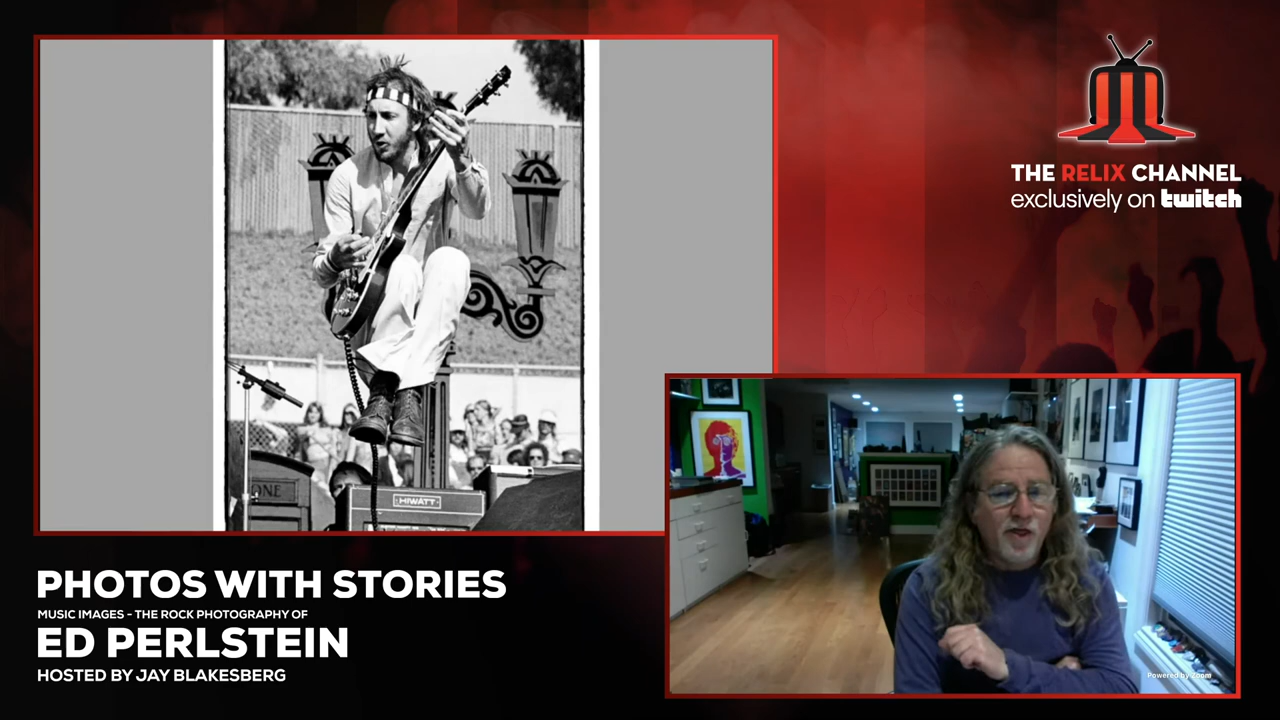 THE RELIX CHANNEL
exclusively on twitch
ONE
HIWATT
PHOTOS WITH STORIES
MUSIC IMAGES - THE ROCK PHOTOGRAPHY OF
ED PERLSTEIN
HOSTED BY JAY BLAKESBERG
Powered by Zoom